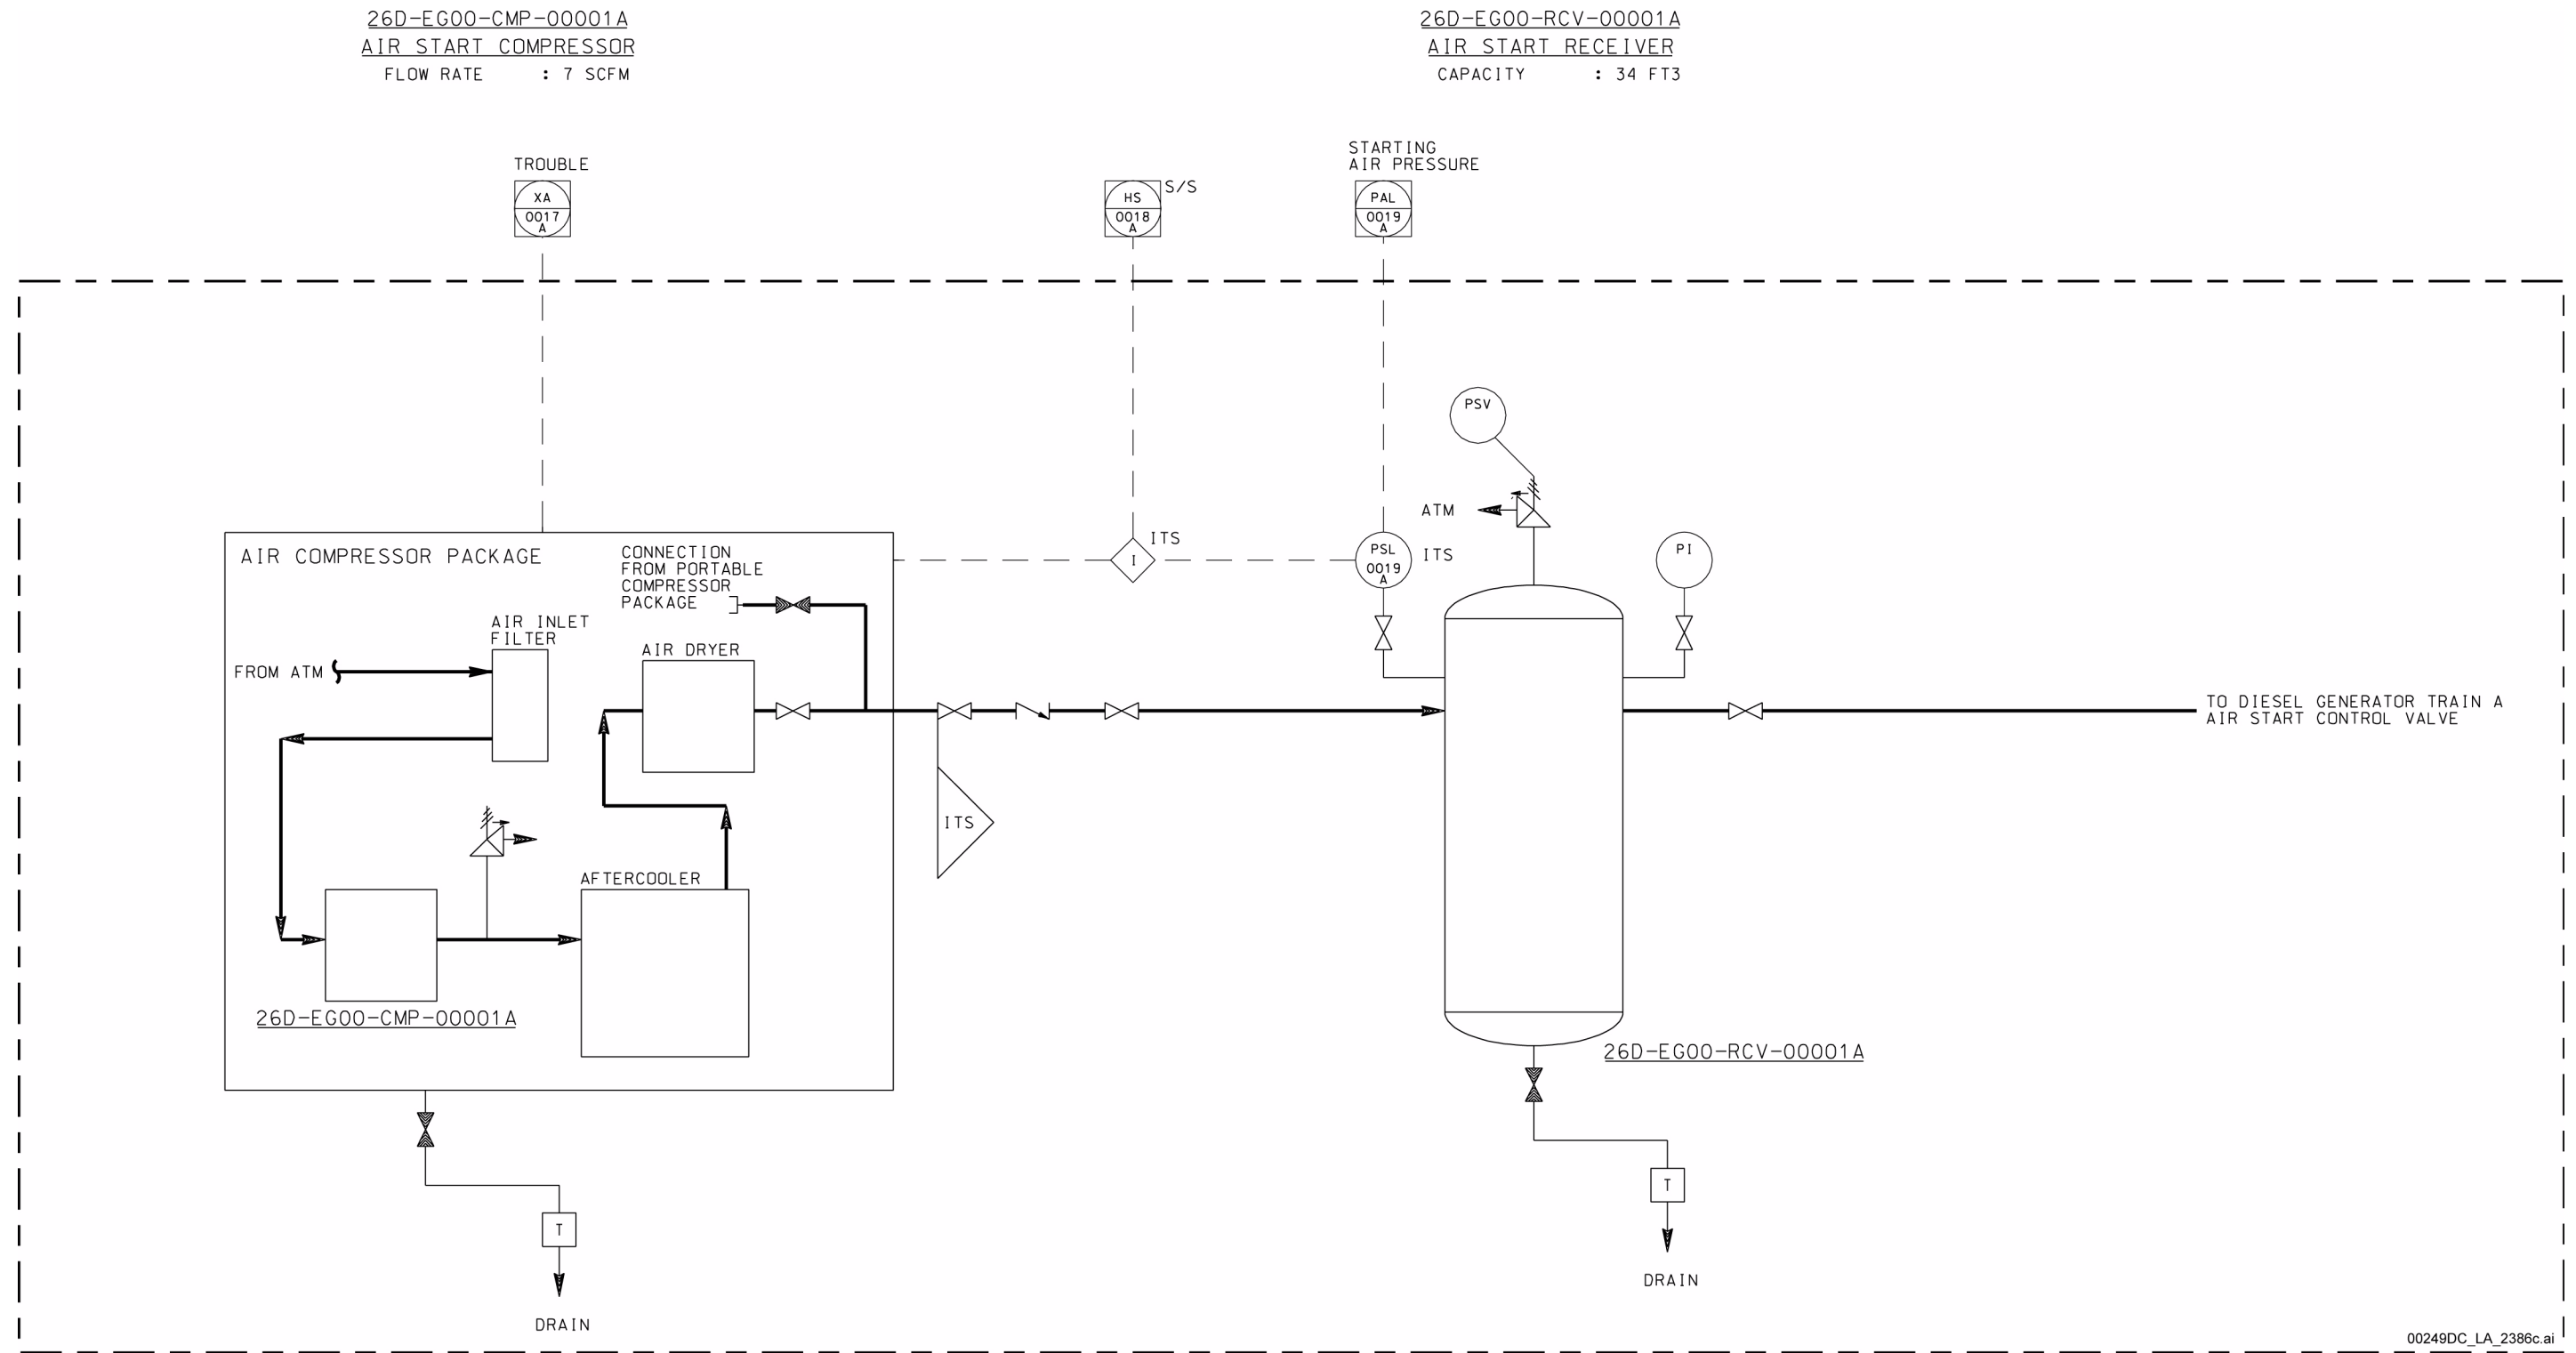 26D-EG00-CMP-00001A
AIR START COMPRESSOR
FLOW RATE : 7 SCFM
26D-EG00-RCV-00001A
AIR START RECEIVER
CAPACITY : 34 FT3
TROUBLE
XA
0017
A
HS
0018
A
S/S
STARTING
AIR PRESSURE
PAL
0019
A
PSV
ATM
AIR COMPRESSOR PACKAGE
CONNECTION
FROM PORTABLE
COMPRESSOR
PACKAGE
I
ITS
PSL
0019
A
ITS
PI
AIR INLET
FILTER
FROM ATM
AIR DRYER
TO DIESEL GENERATOR TRAIN A
AIR START CONTROL VALVE
ITS
AFTERCOOLER
26D-EG00-CMP-00001A
26D-EG00-RCV-00001A
T
DRAIN
T
DRAIN
00249DC_LA_2386c.ai